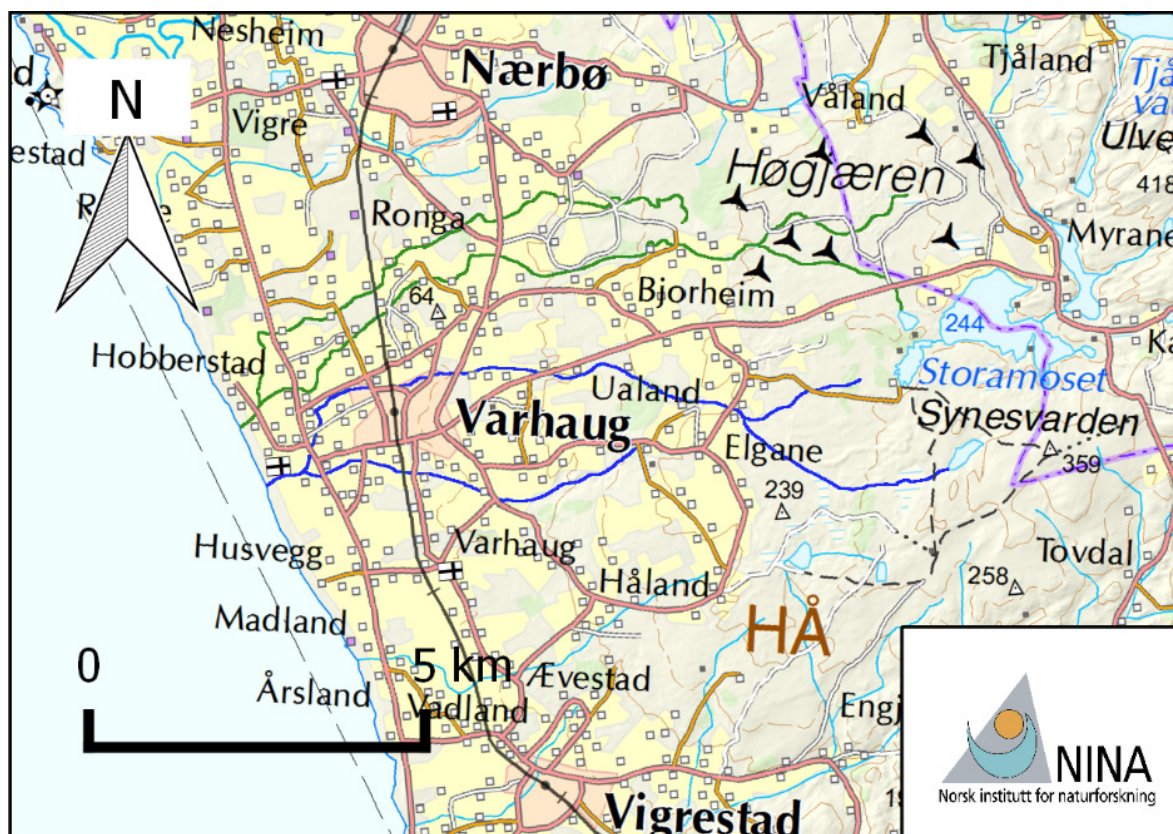 Nesheim
Nærbø
Tjåland
N
Vigre
Våland
Høgjæren
418
Ronga
Myrane
Bjorheim
64
244
Hobberstad
Ualand
Storamoset
Varhaug
Synesvarden
Elgane
359
239
Husvegg
Varhaug
Tovdal
Håland
258
Madland
HÅ
0
5 km
Ævestad
Årsland
Vadland
NINA
Norsk institutt for naturforskning
Vigrestad